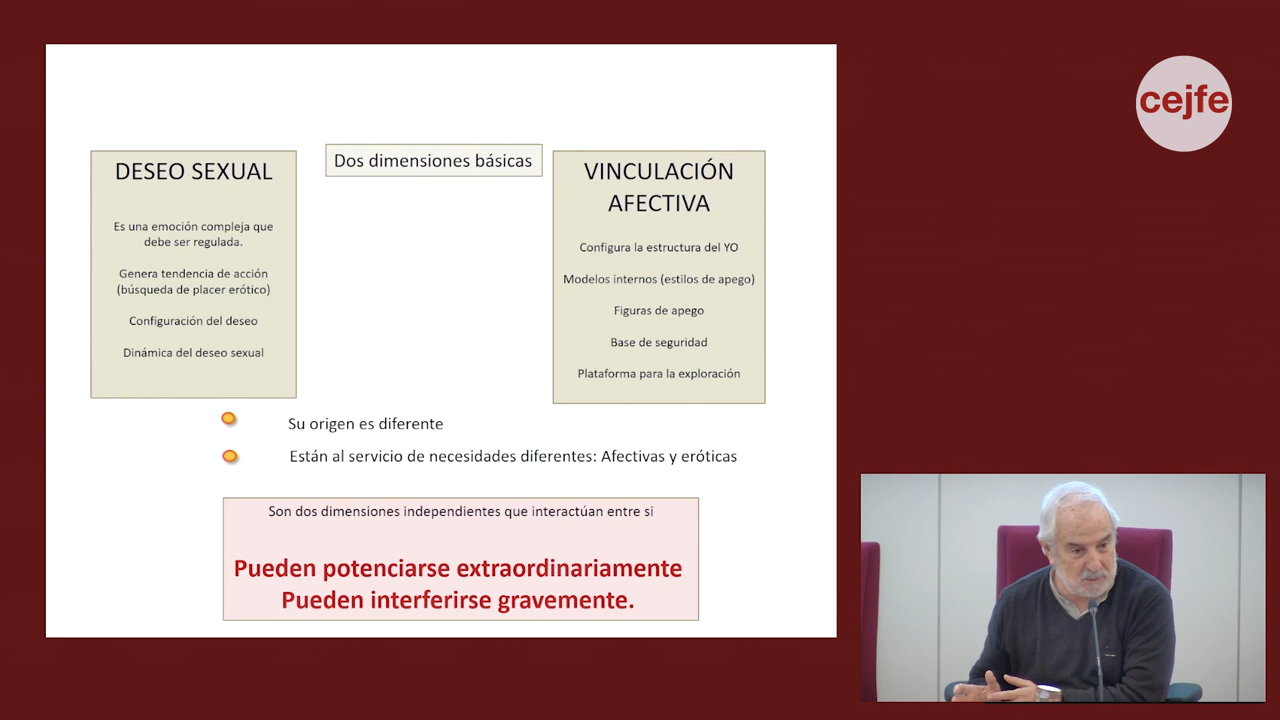 cejfe
Dos dimensiones básicas
DESEO SEXUAL
Es una emoción compleja que
debe ser regulada.
Genera tendencia de acción
(búsqueda de placer erótico)
Configuración del deseo
Dinámica del deseo sexual
VINCULACIÓN
AFECTIVA
Configura la estructura del YO
Modelos internos (estilos de apego)
Figuras de apego
Base de seguridad
Plataforma para la exploración
Su origen es diferente
Están al servicio de necesidades diferentes: Afectivas y eróticas
Son dos dimensiones independientes que interactúan entre si
Pueden potenciarse extraordinariamente
Pueden interferirse gravemente.